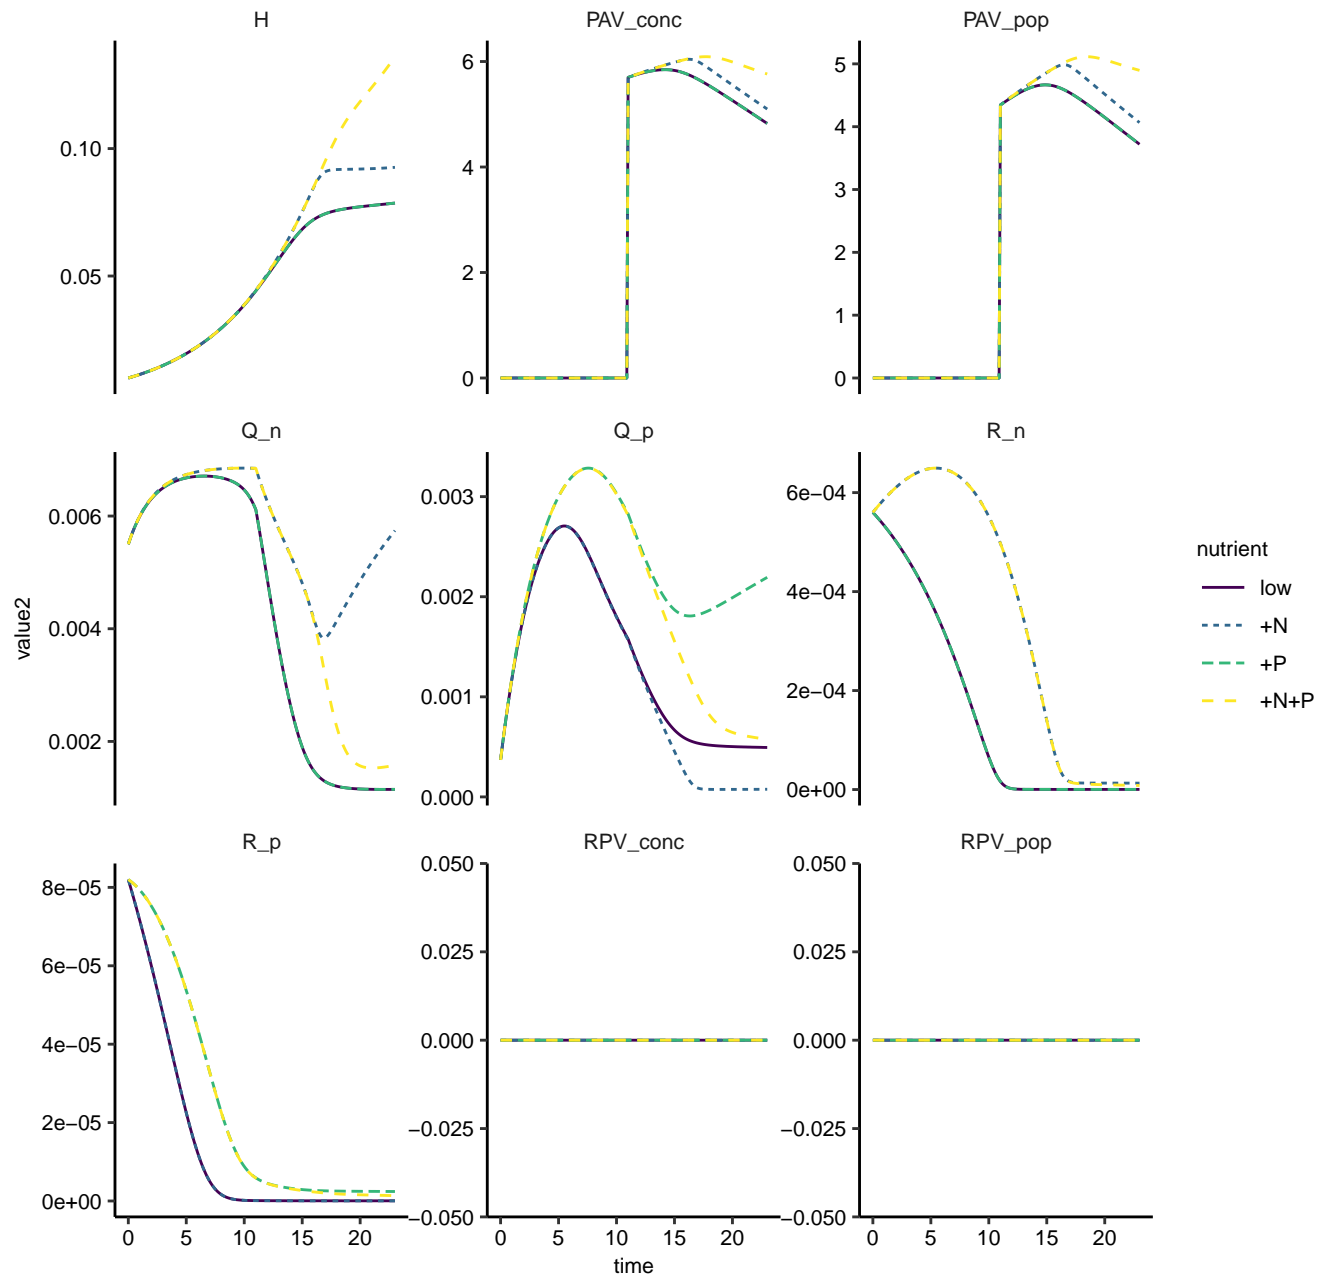 H
PAV_conc
PAV_pop
0.10
0.05
6
4
2
0
5
4
3
2
1
0
Q_n
Q_p
R_n
0.006
0.004
0.002
0.003
0.002
0.001
0.000
6e−04
4e−04
2e−04
0e+00
R_p
RPV_conc
RPV_pop
8e−05
6e−05
4e−05
2e−05
0e+00
0.050
0.025
0.000
−0.025
−0.050
0.050
0.025
0.000
−0.025
−0.050
0 5 10 15 20
0 5 10 15 20
0 5 10 15 20
time
value2
nutrient
low
+N
+P
+N+P